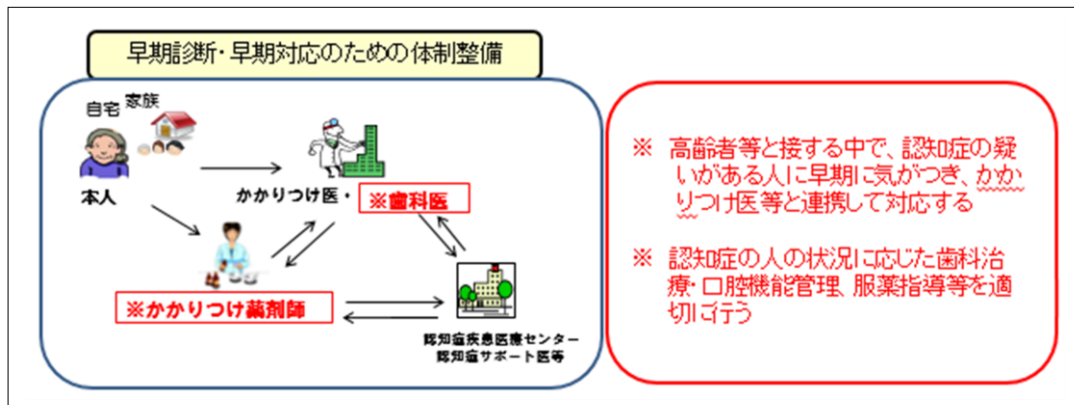 早期診断・早期対応のための体制整備
自宅 家族
本人
かかりつけ医・
※歯科医
※かかりつけ薬剤師
認知症疾患医療センター
認知症サポート医等
※ 高齢者等と接する中で、認知症の疑
いがある人に早期に気がつき、かか
りつけ医等と連携して対応する
※ 認知症の人の状況に応じた歯科治
療・口腔機能管理、服薬指導等を適
切に行う